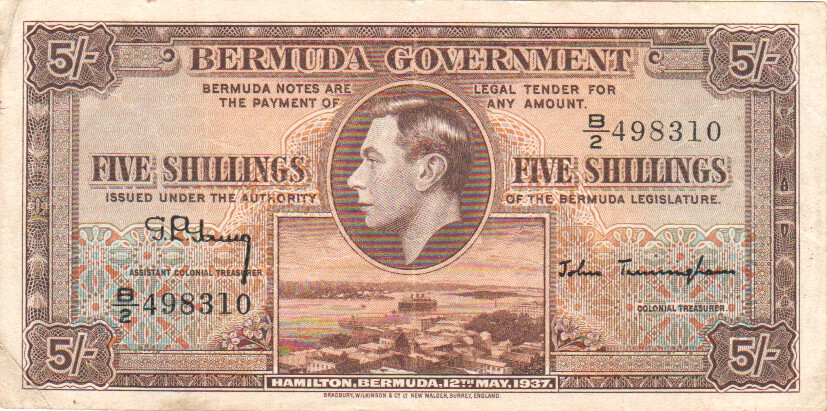 5/- BERMUDA GOVERNMENT 5/-
BERMUDA NOTES ARE LEGAL TENDER FOR
THE PAYMENT OF ANY AMOUNT.
B/2 498310
FIVE SHILLINGS FIVE SHILLINGS
ISSUED UNDER THE AUTHORITY OF THE BERMUDA LEGISLATURE.
ASSISTANT COLONIAL TREASURER
B/2 498310
COLONIAL TREASURER
5/- 5/-
HAMILTON, BERMUDA. 12TH MAY, 1937.
BRADBURY, WILKINSON & Cº Lᴅ NEW MALDEN, SURREY, ENGLAND.